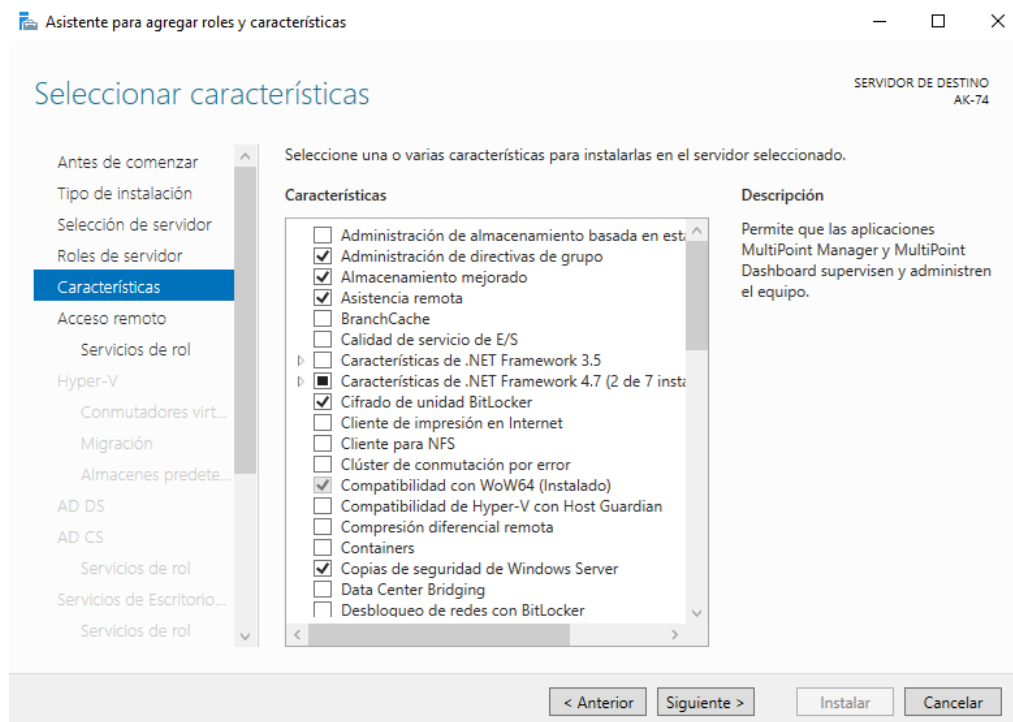 Asistente para agregar roles y características
Seleccionar características
SERVIDOR DE DESTINO
AK-74
Antes de comenzar
Tipo de instalación
Selección de servidor
Roles de servidor
Características
Acceso remoto
Servicios de rol
Hyper-V
Conmutadores virt...
Migración
Almacenes predete...
AD DS
AD CS
Servicios de rol
Servicios de Escritorio...
Servicios de rol
Seleccione una o varias características para instalarlas en el servidor seleccionado.
Características
Administración de almacenamiento basada en está
Administración de directivas de grupo
Almacenamiento mejorado
Asistencia remota
BranchCache
Calidad de servicio de E/S
Características de .NET Framework 3.5
Características de .NET Framework 4.7 (2 de 7 insta
Cifrado de unidad BitLocker
Cliente de impresión en Internet
Cliente para NFS
Clúster de conmutación por error
Compatibilidad con WoW64 (Instalado)
Compatibilidad de Hyper-V con Host Guardian
Compresión diferencial remota
Containers
Copias de seguridad de Windows Server
Data Center Bridging
Desbloqueo de redes con BitLocker
Descripción
Permite que las aplicaciones
MultiPoint Manager y MultiPoint
Dashboard supervisen y administren
el equipo.
< Anterior
Siguiente >
Instalar
Cancelar